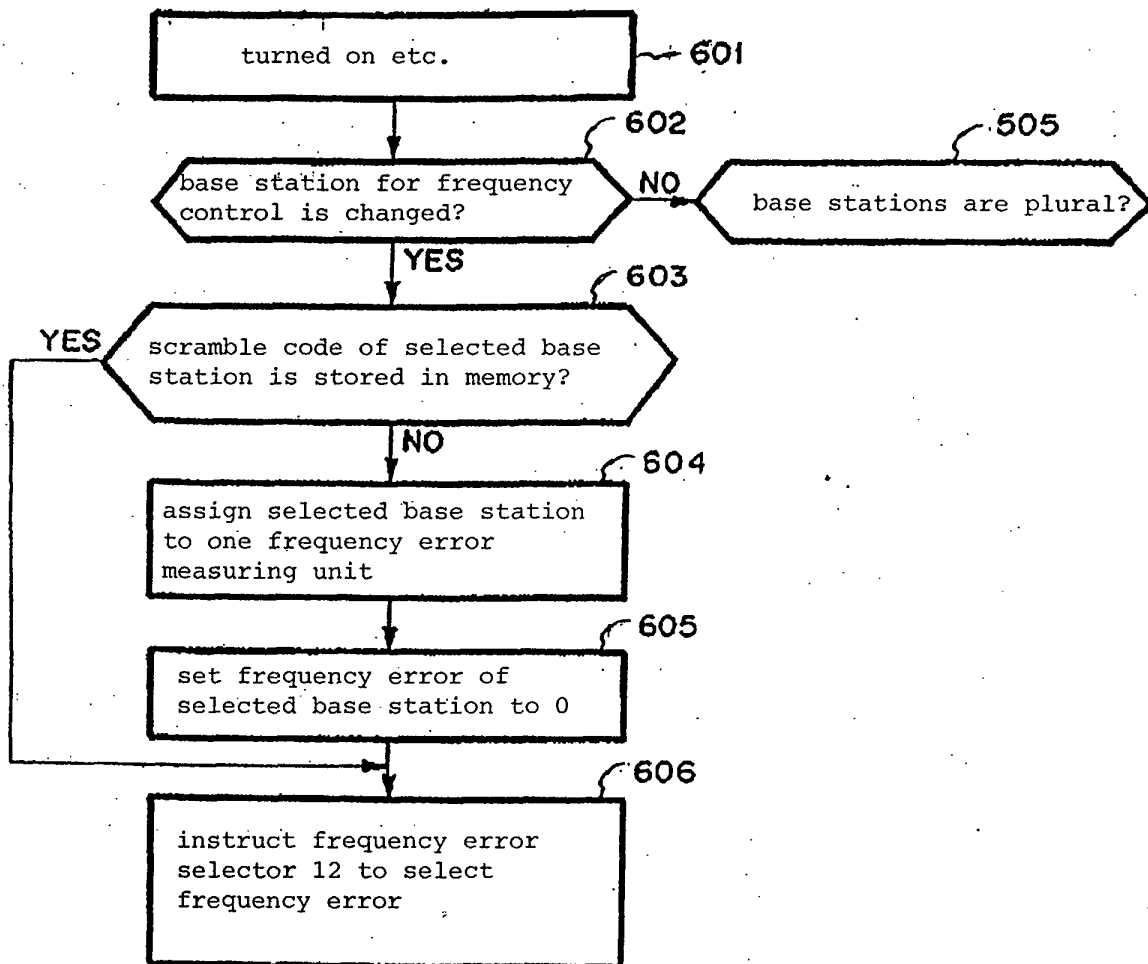 turned on etc.
601
602
505
base station for frequency
control is changed?
NO
base stations are plural?
YES
603
YES
scramble code of selected base
station is stored in memory?
NO
604
assign selected base station
to one frequency error
measuring unit
605
set frequency error of
selected base station to 0
606
instruct frequency error
selector 12 to select
frequency error